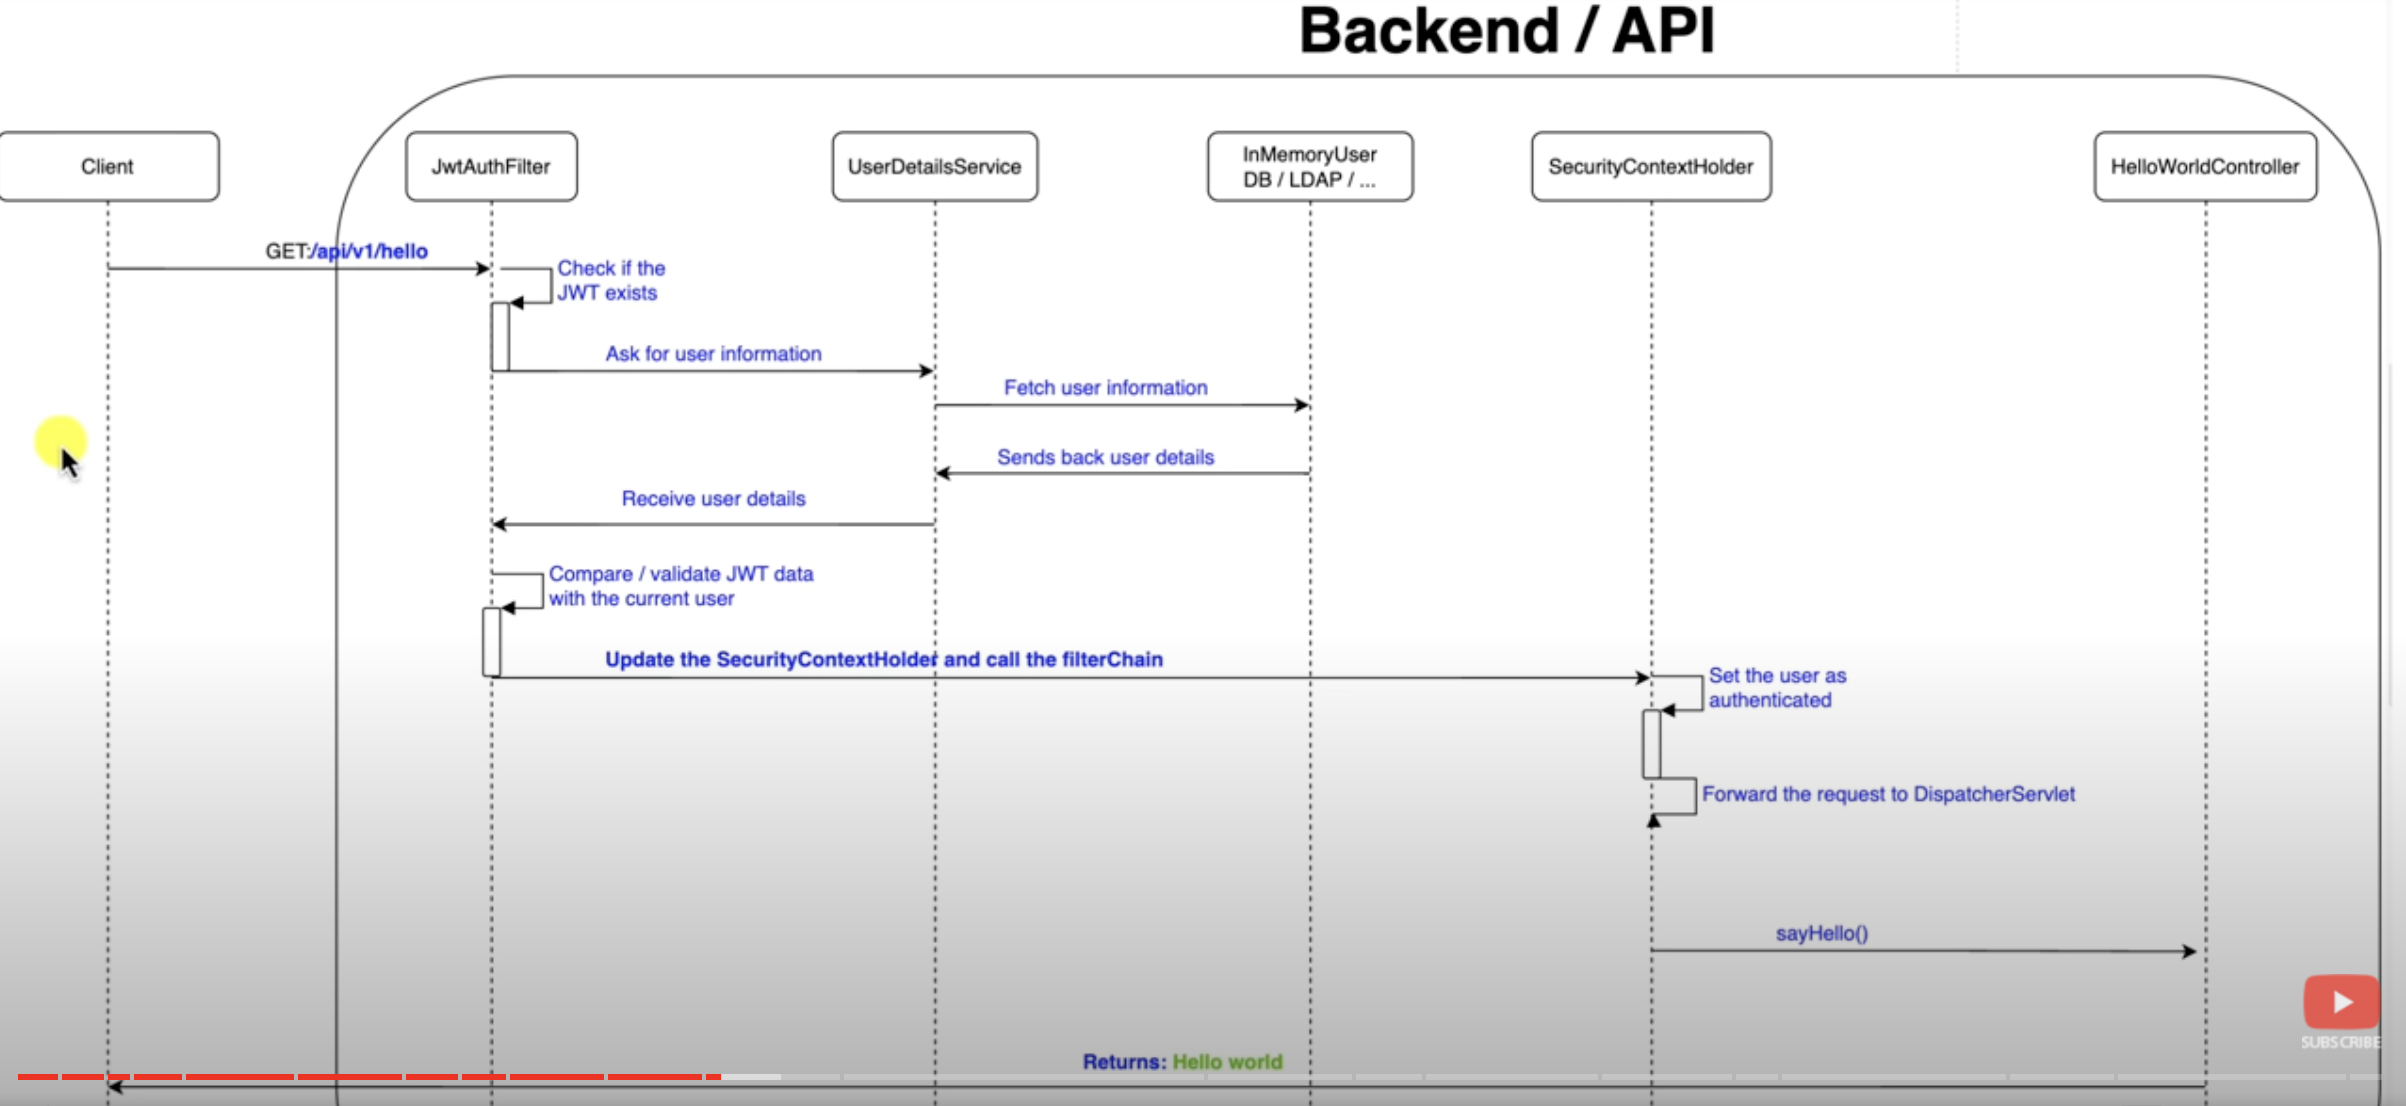 Backend / API
Client
JwtAuthFilter
UserDetailsService
InMemoryUser
DB / LDAP / ...
SecurityContextHolder
HelloWorldController
GET:/api/v1/hello
Check if the
JWT exists
Ask for user information
Fetch user information
Sends back user details
Receive user details
Compare / validate JWT data
with the current user
Update the SecurityContextHolder and call the filterChain
Set the user as
authenticated
Forward the request to DispatcherServlet
sayHello()
SUBSCRIBE
Returns: Hello world